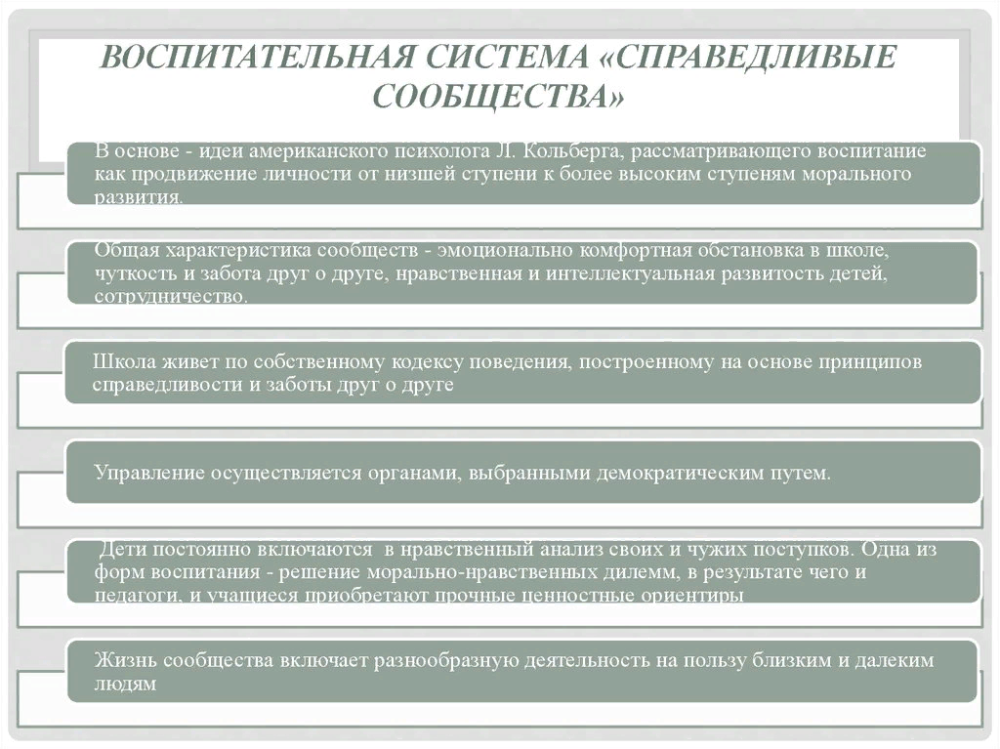 ВОСПИТАТЕЛЬНАЯ СИСТЕМА «СПРАВЕДЛИВЫЕ
СООБЩЕСТВА»
В основе - идеи американского психолога Л. Кольберга, рассматривающего воспитание
как продвижение личности от низшей ступени к более высоким ступеням морального
развития.
Общая характеристика сообществ - эмоционально комфортная обстановка в школе,
чуткость и забота друг о друге, нравственная и интеллектуальная развитость детей,
сотрудничество.
Школа живет по собственному кодексу поведения, построенному на основе принципов
справедливости и заботы друг о друге
Управление осуществляется органами, выбранными демократическим путем.
Дети постоянно включаются в нравственный анализ своих и чужих поступков. Одна из
форм воспитания - решение морально-нравственных дилемм, в результате чего и
педагоги, и учащиеся приобретают прочные ценностные ориентиры
Жизнь сообщества включает разнообразную деятельность на пользу близким и далеким
людям